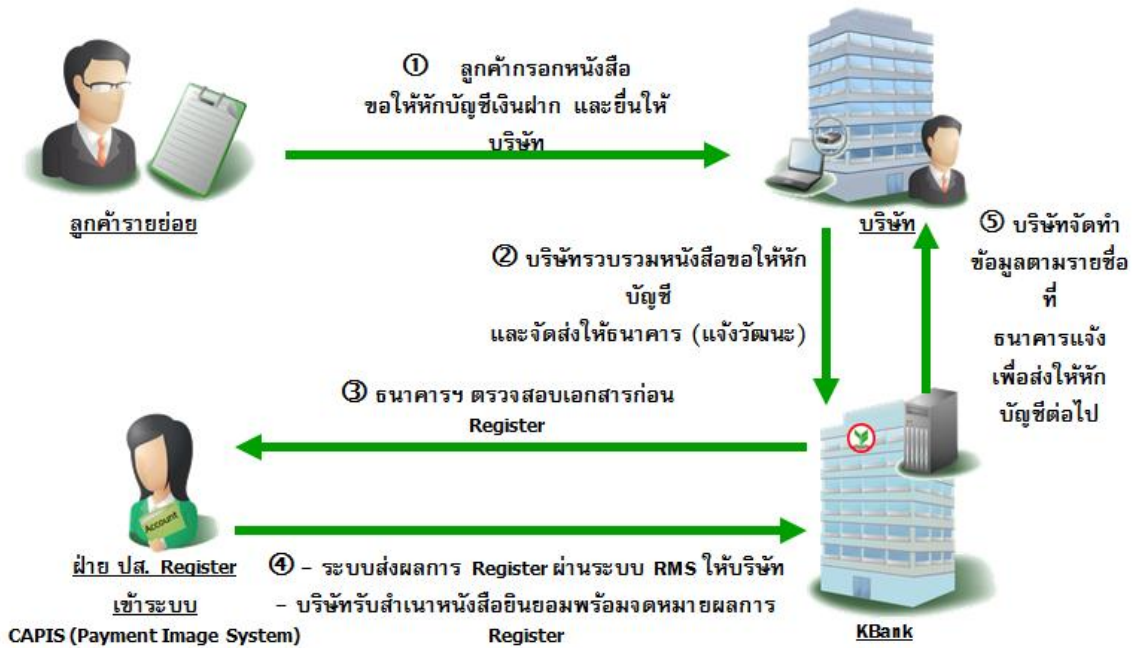 ① ลูกค้ากรอกหนังสือ
ขอให้หักบัญชีเงินฝาก และยื่นให้
บริษัท
ลูกค้ารายย่อย
บริษัท
② บริษัทรวบรวมหนังสือขอให้หัก
บัญชี
และจัดส่งให้ธนาคาร (แจ้งวัฒนะ)
⑤ บริษัทจัดทำ
ข้อมูลตามรายชื่อ
ที่
ธนาคารแจ้ง
เพื่อส่งให้หัก
บัญชีต่อไป
③ ธนาคารฯ ตรวจสอบเอกสารก่อน
Register
Account
ฝ่าย ปส. Register
เข้าระบบ
CAPIS (Payment Image System)
④ – ระบบส่งผลการ Register ผ่านระบบ RMS ให้บริษัท
– บริษัทรับสำเนาหนังสือยินยอมพร้อมจดหมายผลการ
Register
KBank